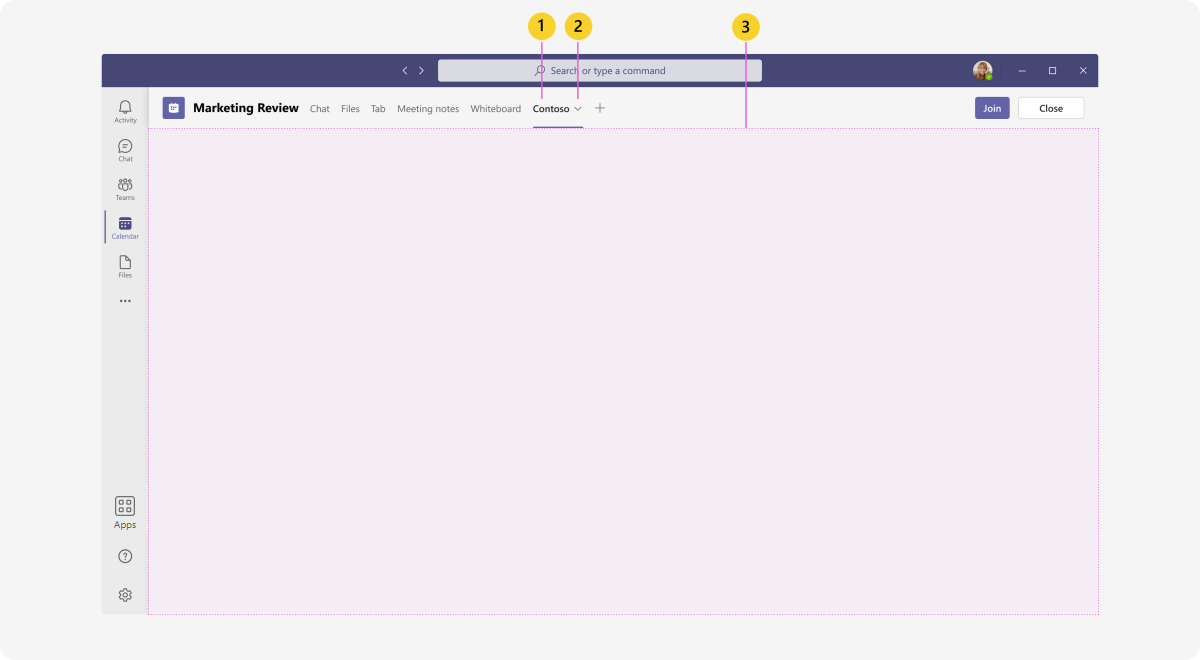 1 2 3
Search or type a command
Marketing Review Chat Files Tab Meeting notes Whiteboard Contoso Join Close
Activity
Chat
Teams
Calendar
Files
Apps